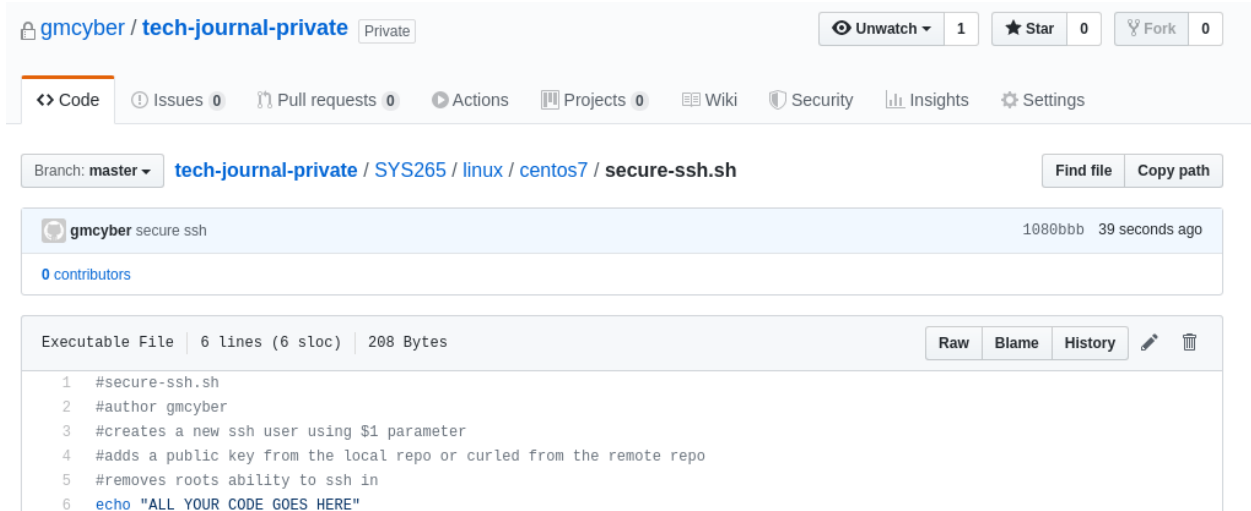 gmcyber / tech-journal-private Private Unwatch 1 Star 0 Fork 0
Code Issues 0 Pull requests 0 Actions Projects 0 Wiki Security Insights Settings
Branch: master tech-journal-private / SYS265 / linux / centos7 / secure-ssh.sh Find file Copy path
gmcyber secure ssh 1080bbb 39 seconds ago
0 contributors
Executable File 6 lines (6 sloc) 208 Bytes Raw Blame History
1 #secure-ssh.sh
2 #author gmcyber
3 #creates a new ssh user using $1 parameter
4 #adds a public key from the local repo or curled from the remote repo
5 #removes roots ability to ssh in
6 echo "ALL YOUR CODE GOES HERE"